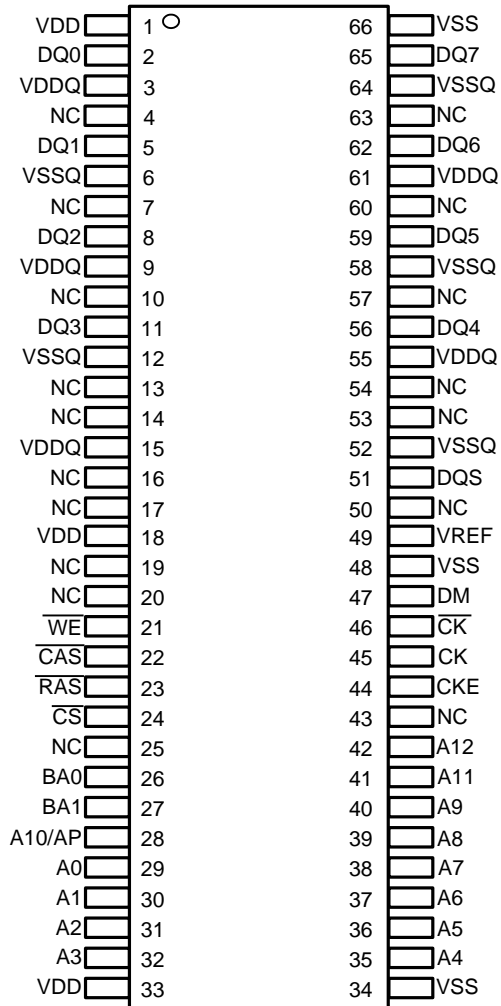 VDD 1 66 VSS
DQ0 2 65 DQ7
VDDQ 3 64 VSSQ
NC 4 63 NC
DQ1 5 62 DQ6
VSSQ 6 61 VDDQ
NC 7 60 NC
DQ2 8 59 DQ5
VDDQ 9 58 VSSQ
NC 10 57 NC
DQ3 11 56 DQ4
VSSQ 12 55 VDDQ
NC 13 54 NC
NC 14 53 NC
VDDQ 15 52 VSSQ
NC 16 51 DQS
NC 17 50 NC
VDD 18 49 VREF
NC 19 48 VSS
NC 20 47 DM
W̅E̅ 21 46 C̅K̅
C̅A̅S̅ 22 45 CK
R̅A̅S̅ 23 44 CKE
C̅S̅ 24 43 NC
NC 25 42 A12
BA0 26 41 A11
BA1 27 40 A9
A10/AP 28 39 A8
A0 29 38 A7
A1 30 37 A6
A2 31 36 A5
A3 32 35 A4
VDD 33 34 VSS